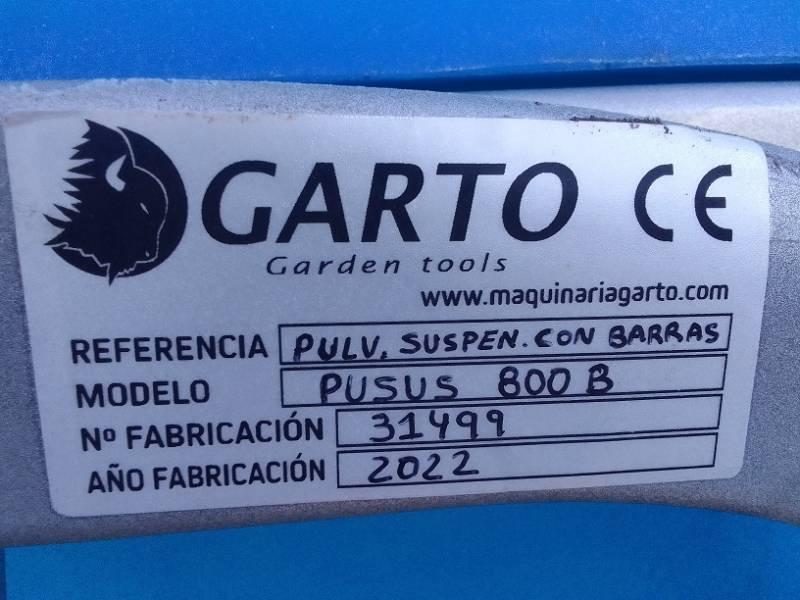 GARTO CE
Garden tools
www.maquinariagarto.com
REFERENCIA PULV. SUSPEN. CON BARRAS
MODELO PUSUS 800 B
Nº FABRICACIÓN 31499
AÑO FABRICACIÓN 2022